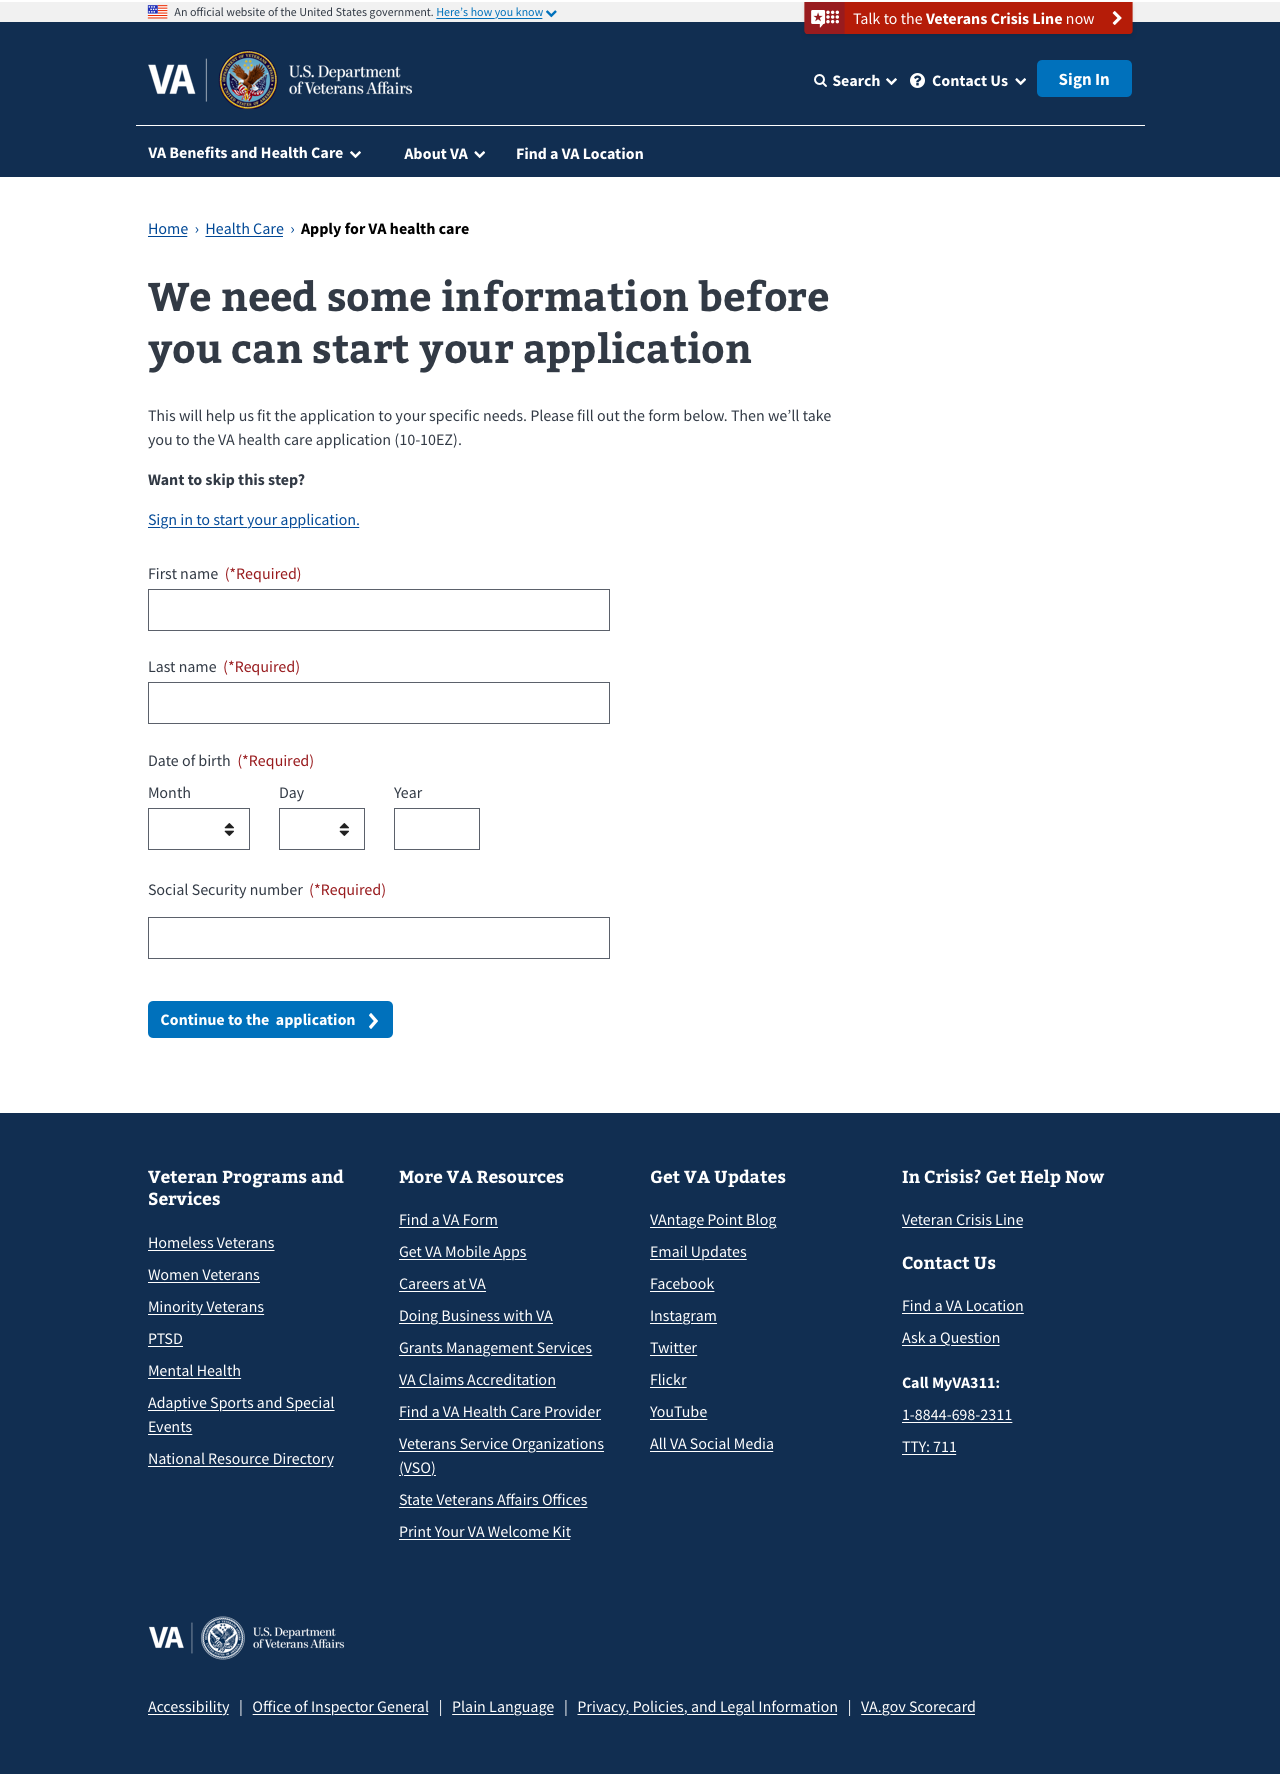 An official website of the United States government. Here's how you know
Talk to the Veterans Crisis Line now
VA
U.S. Department
of Veterans Affairs
Search
Contact Us
Sign In
VA Benefits and Health Care
About VA
Find a VA Location
Home › Health Care › Apply for VA health care
We need some information before
you can start your application
This will help us fit the application to your specific needs. Please fill out the form below. Then we’ll take
you to the VA health care application (10-10EZ).
Want to skip this step?
Sign in to start your application.
First name (*Required)
Last name (*Required)
Date of birth (*Required)
Month
Day
Year
Social Security number (*Required)
Continue to the application
Veteran Programs and
Services
Homeless Veterans
Women Veterans
Minority Veterans
PTSD
Mental Health
Adaptive Sports and Special
Events
National Resource Directory
More VA Resources
Find a VA Form
Get VA Mobile Apps
Careers at VA
Doing Business with VA
Grants Management Services
VA Claims Accreditation
Find a VA Health Care Provider
Veterans Service Organizations
(VSO)
State Veterans Affairs Offices
Print Your VA Welcome Kit
Get VA Updates
VAntage Point Blog
Email Updates
Facebook
Instagram
Twitter
Flickr
YouTube
All VA Social Media
In Crisis? Get Help Now
Veteran Crisis Line
Contact Us
Find a VA Location
Ask a Question
Call MyVA311:
1-8844-698-2311
TTY: 711
VA
U.S. Department
of Veterans Affairs
Accessibility | Office of Inspector General | Plain Language | Privacy, Policies, and Legal Information | VA.gov Scorecard